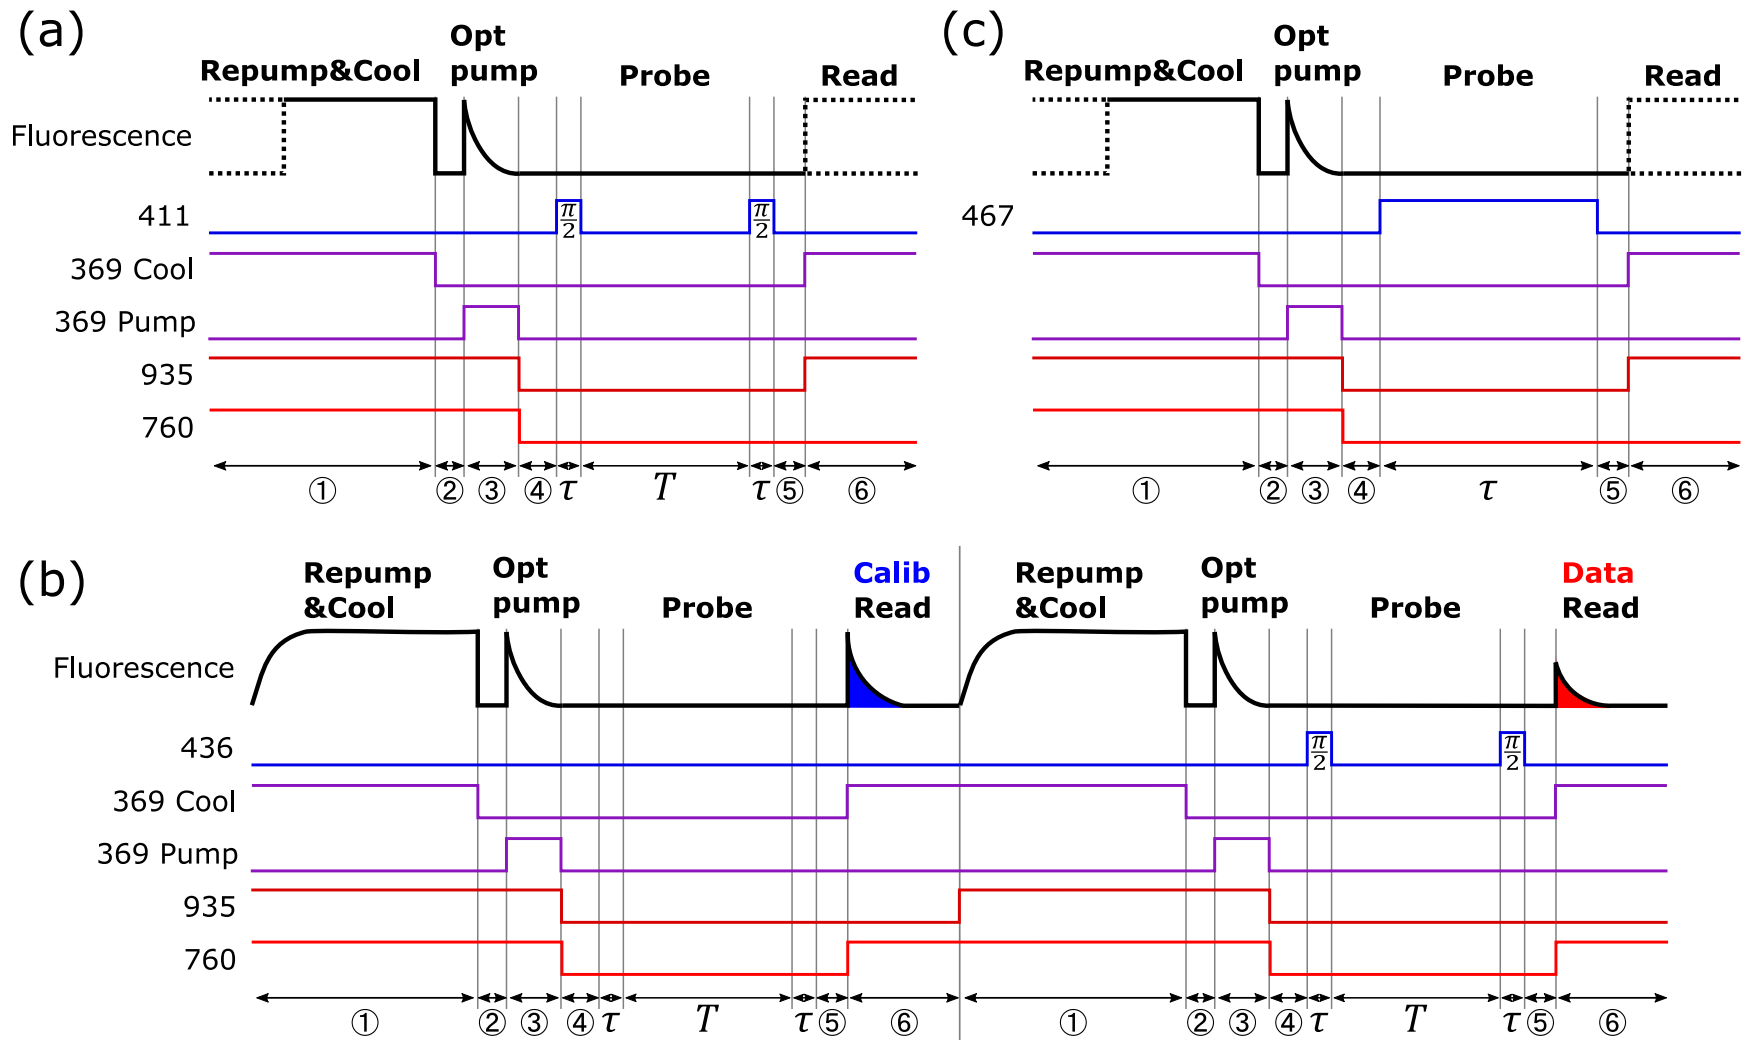 (a)
Repump&Cool
Opt
pump
Probe
Read
Fluorescence
411
π/2
π/2
369 Cool
369 Pump
935
760
① ② ③ ④ τ T τ ⑤ ⑥
(c)
Repump&Cool
Opt
pump
Probe
Read
467
① ② ③ ④ τ ⑤ ⑥
(b)
Repump
&Cool
Opt
pump
Probe
Calib
Read
Repump
&Cool
Opt
pump
Probe
Data
Read
Fluorescence
436
π/2
π/2
369 Cool
369 Pump
935
760
① ② ③ ④ τ T τ ⑤ ⑥ ① ② ③ ④ τ T τ ⑤ ⑥